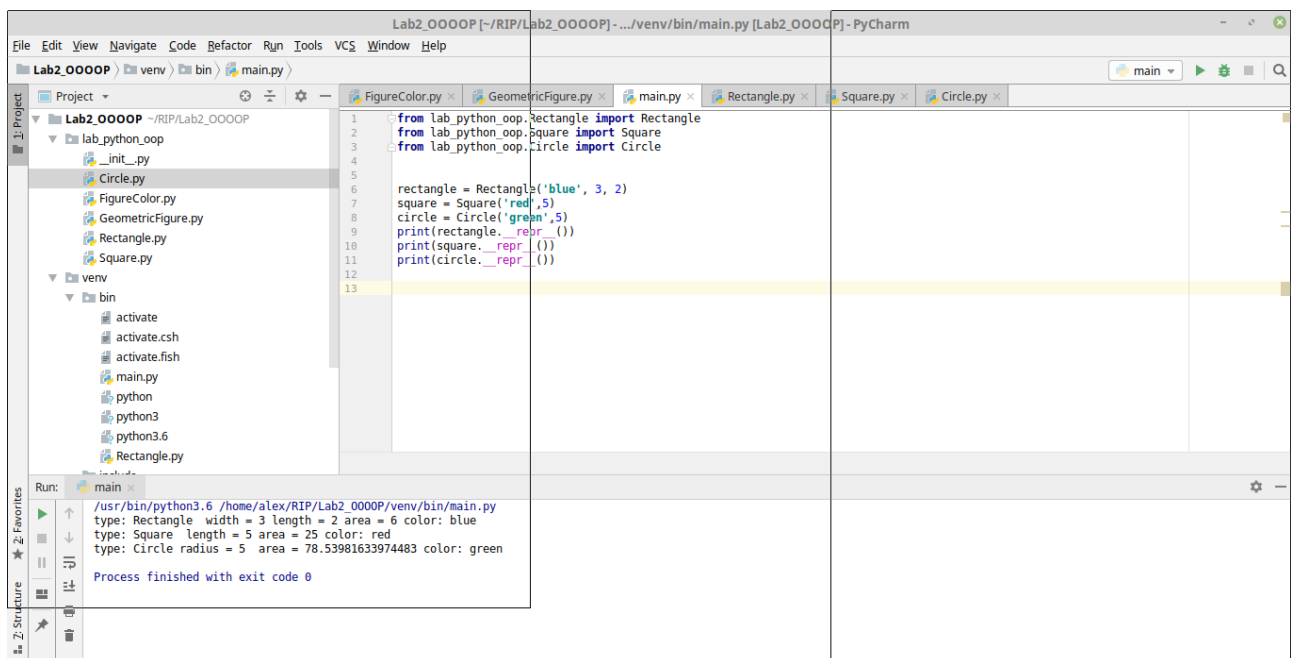 Lab2_OOOOP [~/RIP/Lab2_OOOOP] - .../venv/bin/main.py [Lab2_OOOOP] - PyCharm
File Edit View Navigate Code Refactor Run Tools VCS Window Help
Lab2_OOOOP venv bin main.py main
1: Project
Project
FigureColor.py GeometricFigure.py main.py Rectangle.py Square.py Circle.py
Lab2_OOOOP ~/RIP/Lab2_OOOOP
lab_python_oop
__init__.py
Circle.py
FigureColor.py
GeometricFigure.py
Rectangle.py
Square.py
venv
bin
activate
activate.csh
activate.fish
main.py
python
python3
python3.6
Rectangle.py
include
1 from lab_python_oop.Rectangle import Rectangle
2 from lab_python_oop.Square import Square
3 from lab_python_oop.Circle import Circle
4
5
6 rectangle = Rectangle('blue', 3, 2)
7 square = Square('red',5)
8 circle = Circle('green',5)
9 print(rectangle.__repr__())
10 print(square.__repr__())
11 print(circle.__repr__())
12
13
Run: main
2: Favorites
7: Structure
/usr/bin/python3.6 /home/alex/RIP/Lab2_OOOOP/venv/bin/main.py
type: Rectangle  width = 3 length = 2 area = 6 color: blue
type: Square  length = 5 area = 25 color: red
type: Circle radius = 5  area = 78.53981633974483 color: green
Process finished with exit code 0